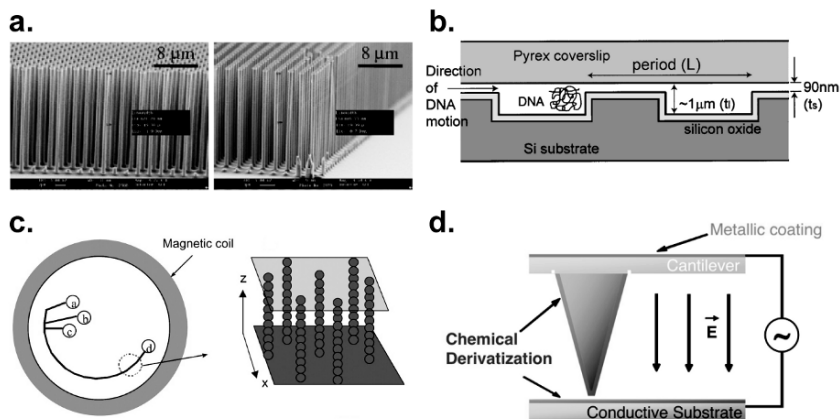 a.
8 μm
8 μm
b.
Pyrex coverslip
Direction of DNA motion
period (L)
DNA
~1μm (tl)
90nm (ts)
silicon oxide
Si substrate
c.
Magnetic coil
a
b
c
d
z
x
d.
Metallic coating
Cantilever
Chemical
Derivatization
E
~
Conductive Substrate